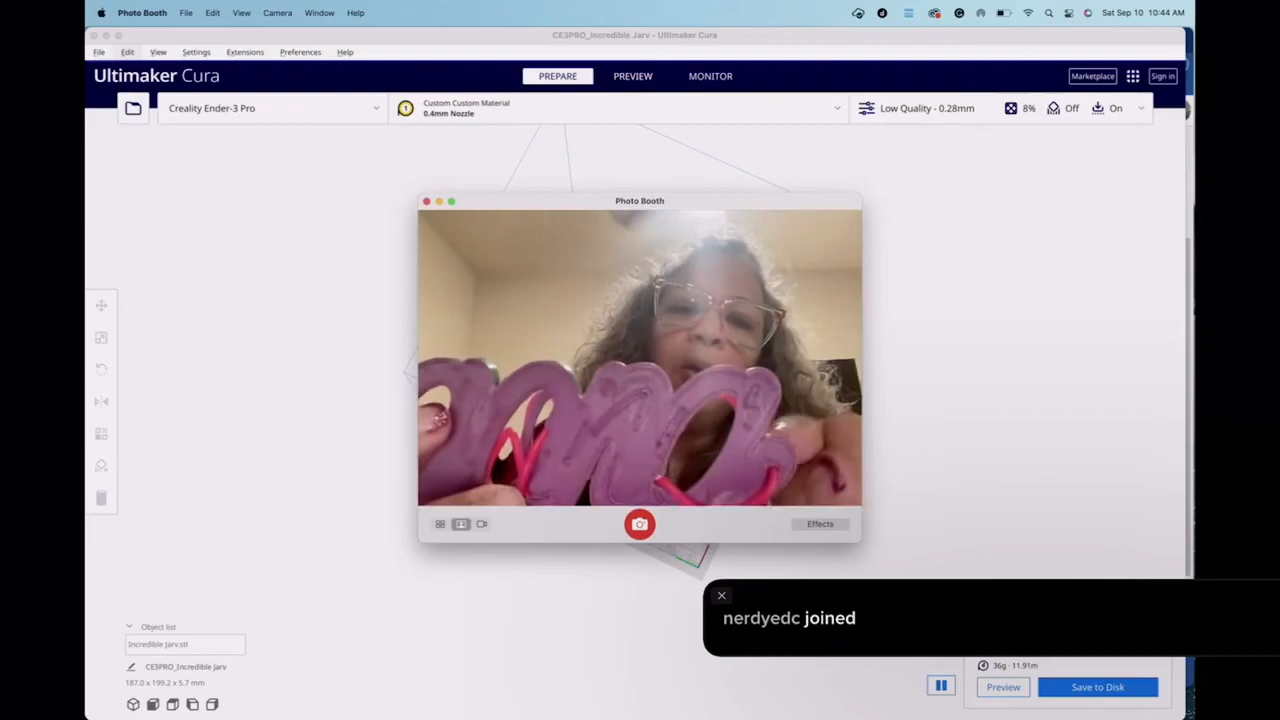 Photo Booth File Edit View Camera Window Help Sat Sep 10 10:44 AM
CE3PRO_Incredible Jarv - Ultimaker Cura
File Edit View Settings Extensions Preferences Help
Ultimaker Cura PREPARE PREVIEW MONITOR Marketplace Sign in
Creality Ender-3 Pro
1
Custom Custom Material
0.4mm Nozzle
Low Quality - 0.28mm 8% Off On
Photo Booth
Effects
nerdyedc joined
Object list
Incredible Jarv.stl
CE3PRO_Incredible Jarv
187.0 x 199.2 x 5.7 mm
36g · 11.91m
Preview Save to Disk